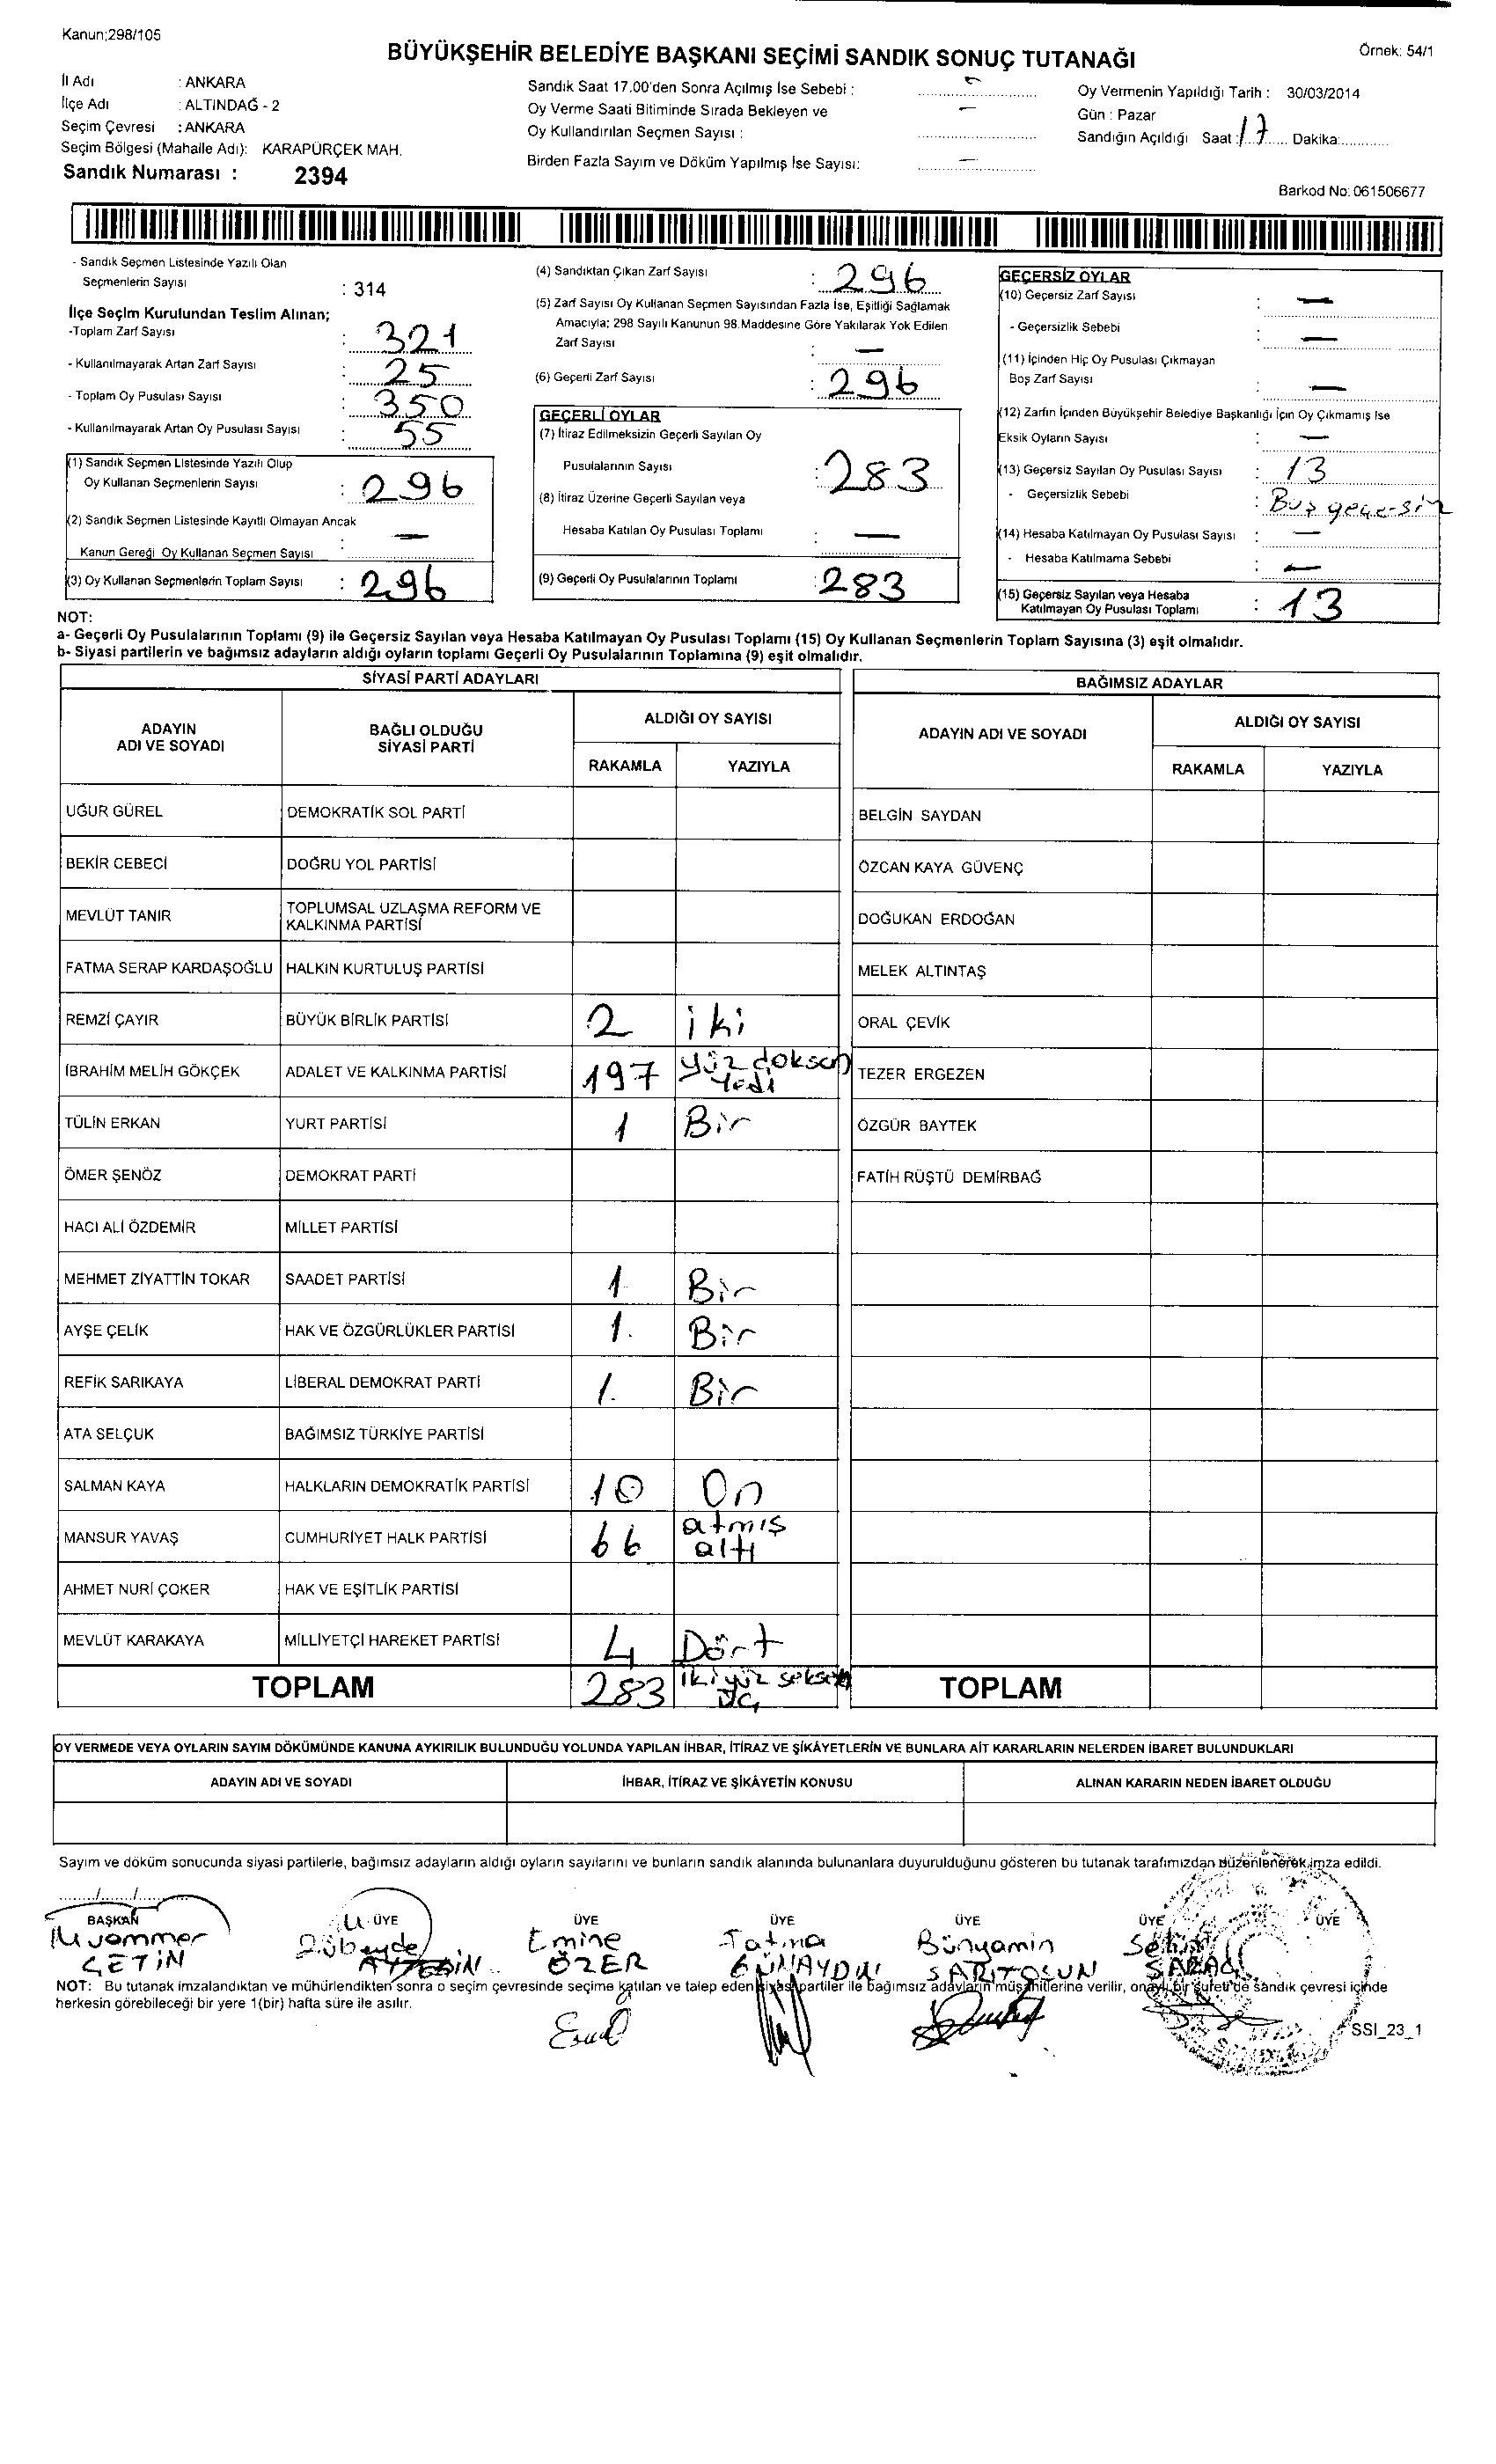 Kanun;298/105
BÜYÜKŞEHİR BELEDİYE BAŞKANI SEÇİMİ SANDIK SONUÇ TUTANAĞI
Örnek: 54/1
İl Adı : ANKARA
İlçe Adı : ALTINDAĞ - 2
Seçim Çevresi : ANKARA
Seçim Bölgesi (Mahalle Adı): KARAPÜRÇEK MAH.
Sandık Numarası : 2394
Sandık Saat 17.00'den Sonra Açılmış İse Sebebi : –
Oy Verme Saati Bitiminde Sırada Bekleyen ve
Oy Kullandırılan Seçmen Sayısı : –
Birden Fazla Sayım ve Döküm Yapılmış İse Sayısı: –
Oy Vermenin Yapıldığı Tarih : 30/03/2014
Gün : Pazar
Sandığın Açıldığı Saat : 17 Dakika:
Barkod No: 061506677
- Sandık Seçmen Listesinde Yazılı Olan
Seçmenlerin Sayısı : 314
İlçe Seçim Kurulundan Teslim Alınan;
-Toplam Zarf Sayısı : 321
- Kullanılmayarak Artan Zarf Sayısı : 25
- Toplam Oy Pusulası Sayısı : 350
- Kullanılmayarak Artan Oy Pusulası Sayısı : 55
(1) Sandık Seçmen Listesinde Yazılı Olup
Oy Kullanan Seçmenlerin Sayısı : 296
(2) Sandık Seçmen Listesinde Kayıtlı Olmayan Ancak
Kanun Gereği Oy Kullanan Seçmen Sayısı : –
(3) Oy Kullanan Seçmenlerin Toplam Sayısı : 296
(4) Sandıktan Çıkan Zarf Sayısı : 296
(5) Zarf Sayısı Oy Kullanan Seçmen Sayısından Fazla İse, Eşitliği Sağlamak
Amacıyla; 298 Sayılı Kanunun 98.Maddesine Göre Yakılarak Yok Edilen
Zarf Sayısı : –
(6) Geçerli Zarf Sayısı : 296
GEÇERLİ OYLAR
(7) İtiraz Edilmeksizin Geçerli Sayılan Oy
Pusulalarının Sayısı : 283
(8) İtiraz Üzerine Geçerli Sayılan veya
Hesaba Katılan Oy Pusulası Toplamı : –
(9) Geçerli Oy Pusulalarının Toplamı : 283
GEÇERSİZ OYLAR
(10) Geçersiz Zarf Sayısı : –
- Geçersizlik Sebebi : –
(11) İçinden Hiç Oy Pusulası Çıkmayan
Boş Zarf Sayısı : –
(12) Zarfın İçinden Büyükşehir Belediye Başkanlığı İçin Oy Çıkmamış İse
Eksik Oyların Sayısı : –
(13) Geçersiz Sayılan Oy Pusulası Sayısı : 13
- Geçersizlik Sebebi :
(14) Hesaba Katılmayan Oy Pusulası Sayısı : –
- Hesaba Katılmama Sebebi : –
(15) Geçersiz Sayılan veya Hesaba
Katılmayan Oy Pusulası Toplamı : 13
NOT:
a- Geçerli Oy Pusulalarının Toplamı (9) ile Geçersiz Sayılan veya Hesaba Katılmayan Oy Pusulası Toplamı (15) Oy Kullanan Seçmenlerin Toplam Sayısına (3) eşit olmalıdır.
b- Siyasi partilerin ve bağımsız adayların aldığı oyların toplamı Geçerli Oy Pusulalarının Toplamına (9) eşit olmalıdır.
SİYASİ PARTİ ADAYLARI
ADAYIN ADI VE SOYADI BAĞLI OLDUĞU SİYASİ PARTİ ALDIĞI OY SAYISI
RAKAMLA YAZIYLA
UĞUR GÜREL DEMOKRATİK SOL PARTİ
BEKİR CEBECİ DOĞRU YOL PARTİSİ
MEVLÜT TANIR TOPLUMSAL UZLAŞMA REFORM VE KALKINMA PARTİSİ
FATMA SERAP KARDAŞOĞLU HALKIN KURTULUŞ PARTİSİ
REMZİ ÇAYIR BÜYÜK BİRLİK PARTİSİ 2 iki
İBRAHİM MELİH GÖKÇEK ADALET VE KALKINMA PARTİSİ 197 yüz doksan yedi
TÜLİN ERKAN YURT PARTİSİ 1 Bir
ÖMER ŞENÖZ DEMOKRAT PARTİ
HACI ALİ ÖZDEMİR MİLLET PARTİSİ
MEHMET ZİYATTİN TOKAR SAADET PARTİSİ 1 Bir
AYŞE ÇELİK HAK VE ÖZGÜRLÜKLER PARTİSİ 1. Bir
REFİK SARIKAYA LİBERAL DEMOKRAT PARTİ 1. Bir
ATA SELÇUK BAĞIMSIZ TÜRKİYE PARTİSİ
SALMAN KAYA HALKLARIN DEMOKRATİK PARTİSİ 10 On
MANSUR YAVAŞ CUMHURİYET HALK PARTİSİ 66 atmış altı
AHMET NURİ ÇOKER HAK VE EŞİTLİK PARTİSİ
MEVLÜT KARAKAYA MİLLİYETÇİ HAREKET PARTİSİ 4 Dört
TOPLAM 283 ikiyüz seksen üç
BAĞIMSIZ ADAYLAR
ADAYIN ADI VE SOYADI ALDIĞI OY SAYISI
RAKAMLA YAZIYLA
BELGİN SAYDAN
ÖZCAN KAYA GÜVENÇ
DOĞUKAN ERDOĞAN
MELEK ALTINTAŞ
ORAL ÇEVİK
TEZER ERGEZEN
ÖZGÜR BAYTEK
FATİH RÜŞTÜ DEMİRBAĞ
TOPLAM
OY VERMEDE VEYA OYLARIN SAYIM DÖKÜMÜNDE KANUNA AYKIRILIK BULUNDUĞU YOLUNDA YAPILAN İHBAR, İTİRAZ VE ŞİKÂYETLERİN VE BUNLARA AİT KARARLARIN NELERDEN İBARET BULUNDUKLARI
ADAYIN ADI VE SOYADI İHBAR, İTİRAZ VE ŞİKÂYETİN KONUSU ALINAN KARARIN NEDEN İBARET OLDUĞU
Sayım ve döküm sonucunda siyasi partilerle, bağımsız adayların aldığı oyların sayılarını ve bunların sandık alanında bulunanlara duyurulduğunu gösteren bu tutanak tarafımızdan düzenlenerek imza edildi.
....../....../......
BAŞKAN ÜYE ÜYE ÜYE ÜYE ÜYE ÜYE
Muammer Zübeyde Emine Fatma Bünyamin
ÇETİN ÖZER GÜNAYDIN SARITOSUN
NOT: Bu tutanak imzalandıktan ve mühürlendikten sonra o seçim çevresinde seçime katılan ve talep eden siyasi partiler ile bağımsız adayların müşahitlerine verilir, onaylı bir sureti de sandık çevresi içinde
herkesin görebileceği bir yere 1(bir) hafta süre ile asılır.
SSI_23_1